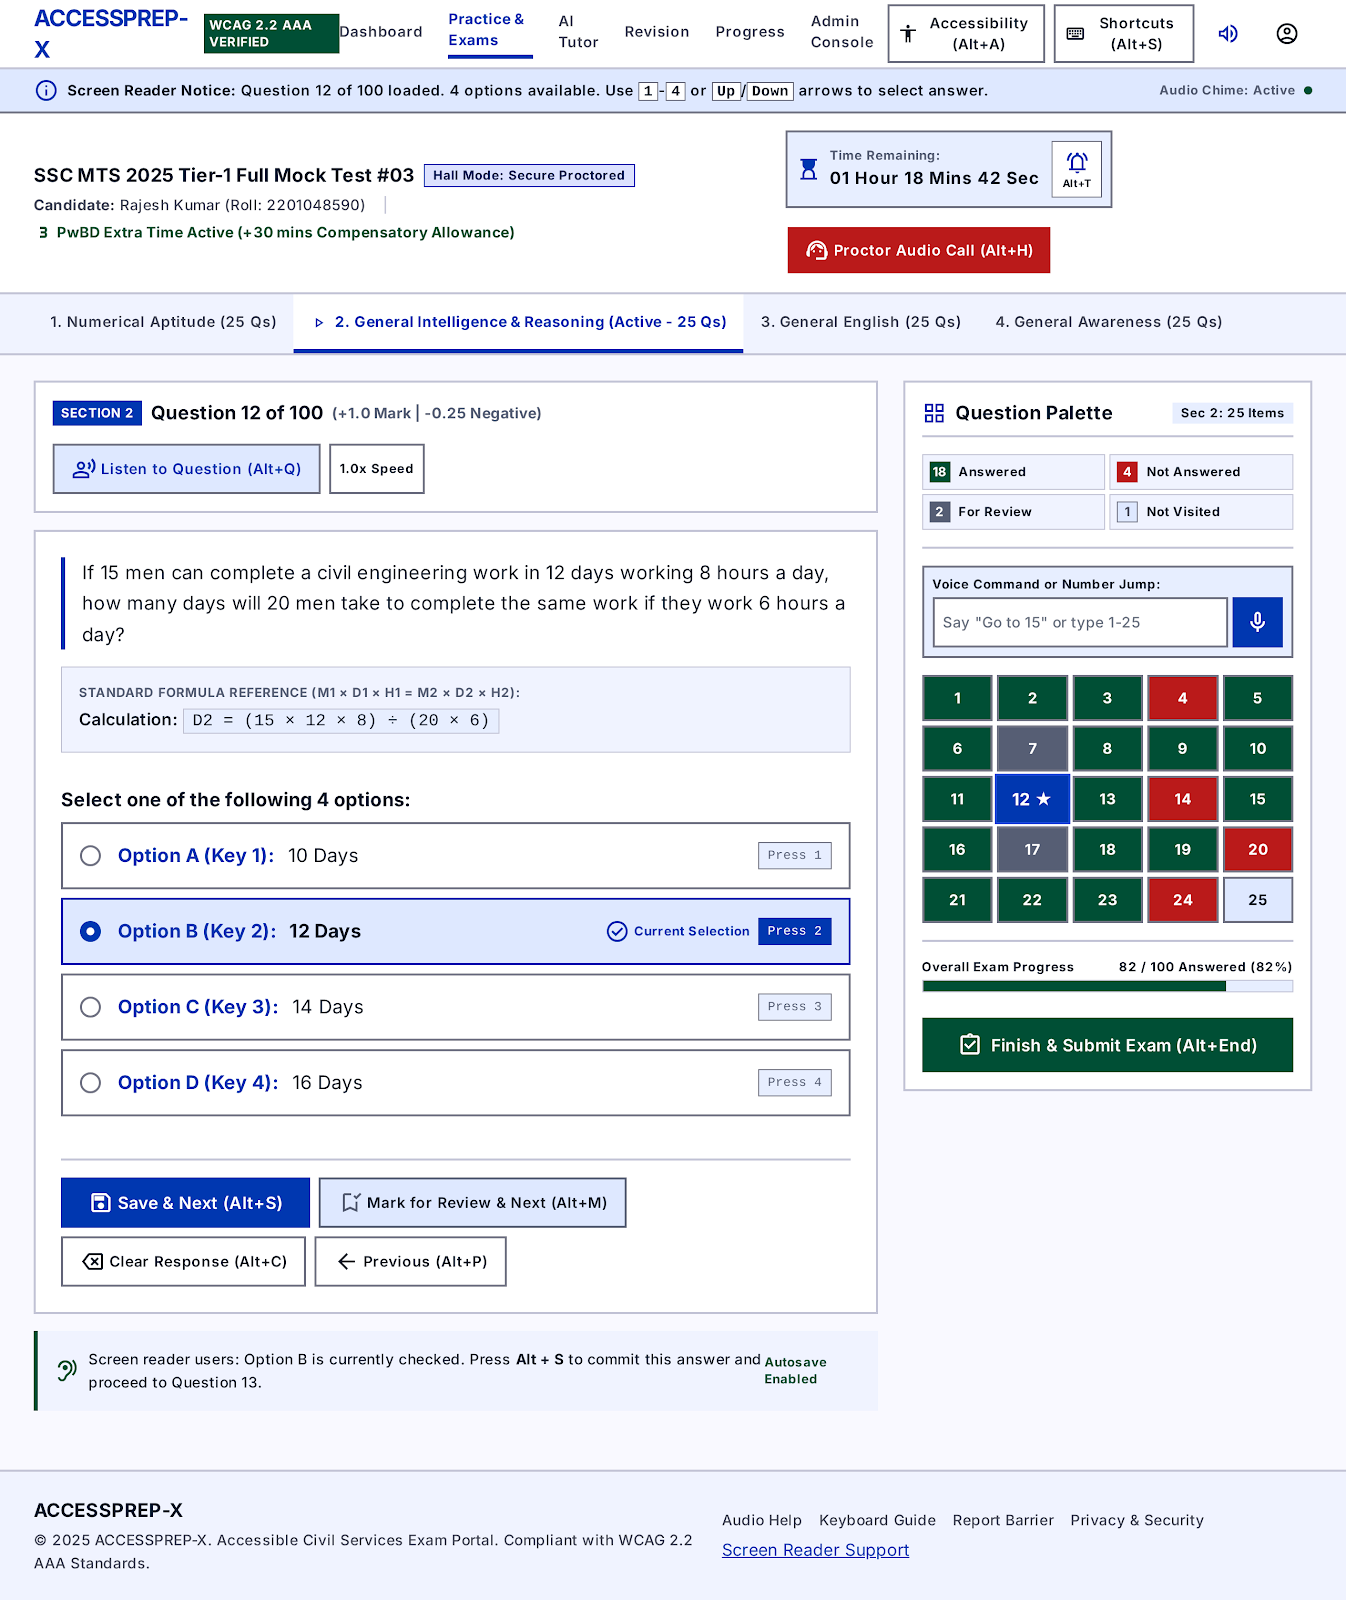 ACCESSPREP-
X
WCAG 2.2 AAA
VERIFIED
Dashboard
Practice &
Exams
AI
Tutor
Revision
Progress
Admin
Console
Accessibility
(Alt+A)
Shortcuts
(Alt+S)
Screen Reader Notice: Question 12 of 100 loaded. 4 options available. Use 1-4 or Up/Down arrows to select answer.
Audio Chime: Active
SSC MTS 2025 Tier-1 Full Mock Test #03
Hall Mode: Secure Proctored
Candidate: Rajesh Kumar (Roll: 2201048590)
3 PwBD Extra Time Active (+30 mins Compensatory Allowance)
Time Remaining:
01 Hour 18 Mins 42 Sec
Alt+T
Proctor Audio Call (Alt+H)
1. Numerical Aptitude (25 Qs)
2. General Intelligence & Reasoning (Active - 25 Qs)
3. General English (25 Qs)
4. General Awareness (25 Qs)
SECTION 2
Question 12 of 100 (+1.0 Mark | -0.25 Negative)
Listen to Question (Alt+Q)
1.0x Speed
If 15 men can complete a civil engineering work in 12 days working 8 hours a day,
how many days will 20 men take to complete the same work if they work 6 hours a
day?
STANDARD FORMULA REFERENCE (M1 × D1 × H1 = M2 × D2 × H2):
Calculation: D2 = (15 × 12 × 8) ÷ (20 × 6)
Select one of the following 4 options:
Option A (Key 1): 10 Days
Press 1
Option B (Key 2): 12 Days
Current Selection
Press 2
Option C (Key 3): 14 Days
Press 3
Option D (Key 4): 16 Days
Press 4
Save & Next (Alt+S)
Mark for Review & Next (Alt+M)
Clear Response (Alt+C)
Previous (Alt+P)
Screen reader users: Option B is currently checked. Press Alt + S to commit this answer and
proceed to Question 13.
Autosave
Enabled
Question Palette
Sec 2: 25 Items
18 Answered
4 Not Answered
2 For Review
1 Not Visited
Voice Command or Number Jump:
Say "Go to 15" or type 1-25
1 2 3 4 5
6 7 8 9 10
11 12 ★ 13 14 15
16 17 18 19 20
21 22 23 24 25
Overall Exam Progress
82 / 100 Answered (82%)
Finish & Submit Exam (Alt+End)
ACCESSPREP-X
© 2025 ACCESSPREP-X. Accessible Civil Services Exam Portal. Compliant with WCAG 2.2
AAA Standards.
Audio Help
Keyboard Guide
Report Barrier
Privacy & Security
Screen Reader Support